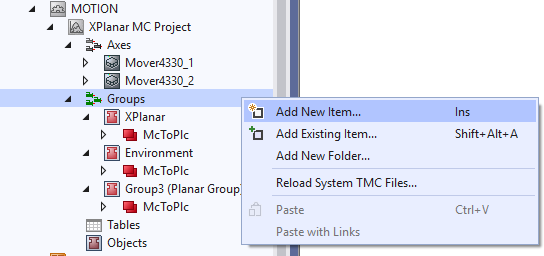 MOTION
XPlanar MC Project
Axes
Mover4330_1
Mover4330_2
Groups
XPlanar
McToPlc
Environment
McToPlc
Group3 (Planar Group)
McToPlc
Tables
Objects
Add New Item... Ins
Add Existing Item... Shift+Alt+A
Add New Folder...
Reload System TMC Files...
Paste Ctrl+V
Paste with Links